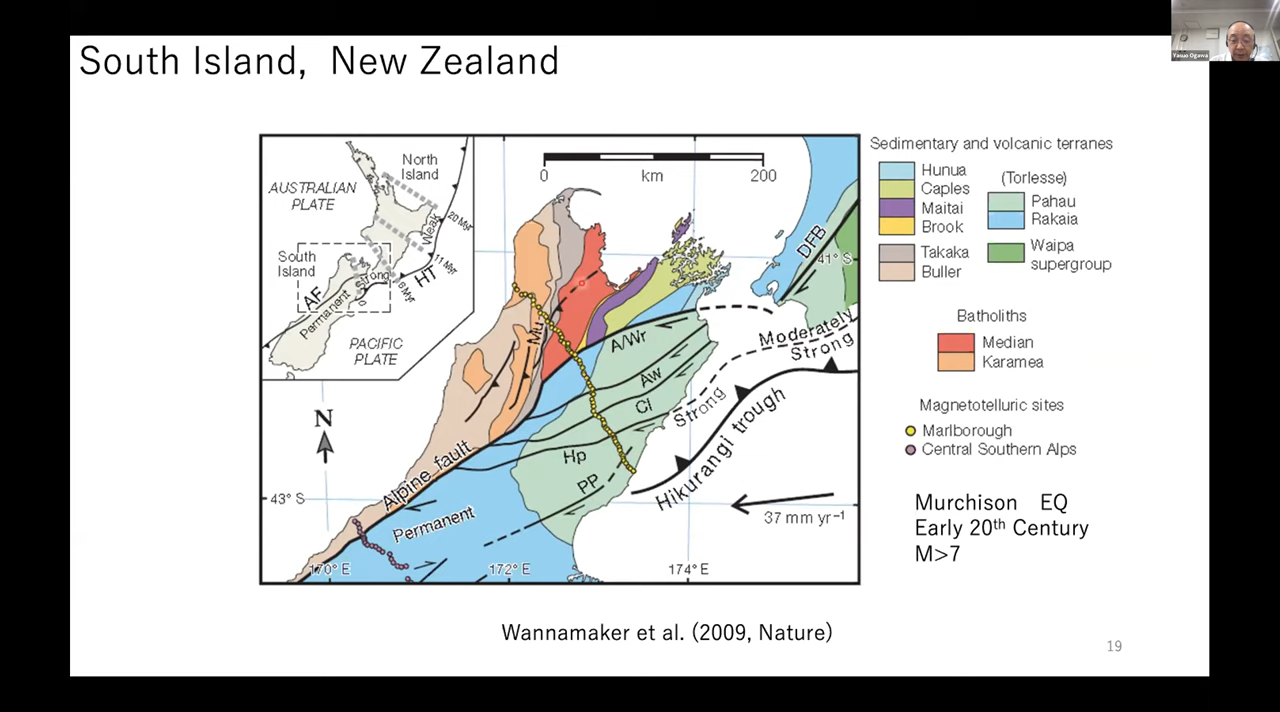 South Island, New Zealand
Yasuo Ogawa
AUSTRALIAN
PLATE
North
Island
South
Island
Weak
20 Myr
11 Myr
Strong
HT
AF
Permanent
PACIFIC
PLATE
0
km
200
DFB
41° S
Mu
A/Wr
Aw
Cl
Hp
PP
Moderately
Strong
Strong
Hikurangi trough
Alpine fault
Permanent
N
43° S
37 mm yr⁻¹
170° E
172° E
174° E
Sedimentary and volcanic terranes
Hunua
Caples
Maitai
Brook
Takaka
Buller
(Torlesse)
Pahau
Rakaia
Waipa
supergroup
Batholiths
Median
Karamea
Magnetotelluric sites
Marlborough
Central Southern Alps
Murchison EQ
Early 20th Century
M>7
Wannamaker et al. (2009, Nature)
19